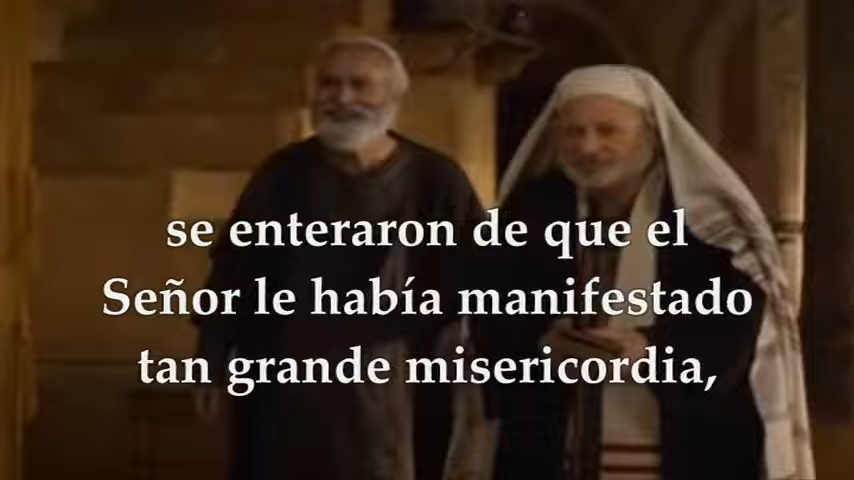 se enteraron de que el
Señor le había manifestado
tan grande misericordia,